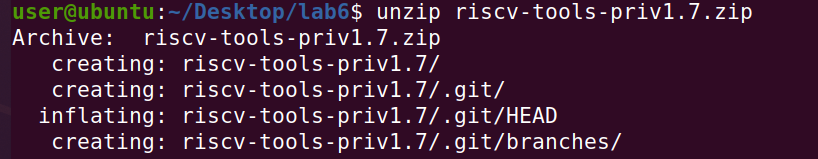 user@ubuntu:~/Desktop/lab6$ unzip riscv-tools-priv1.7.zip
Archive:  riscv-tools-priv1.7.zip
   creating: riscv-tools-priv1.7/
   creating: riscv-tools-priv1.7/.git/
  inflating: riscv-tools-priv1.7/.git/HEAD
   creating: riscv-tools-priv1.7/.git/branches/